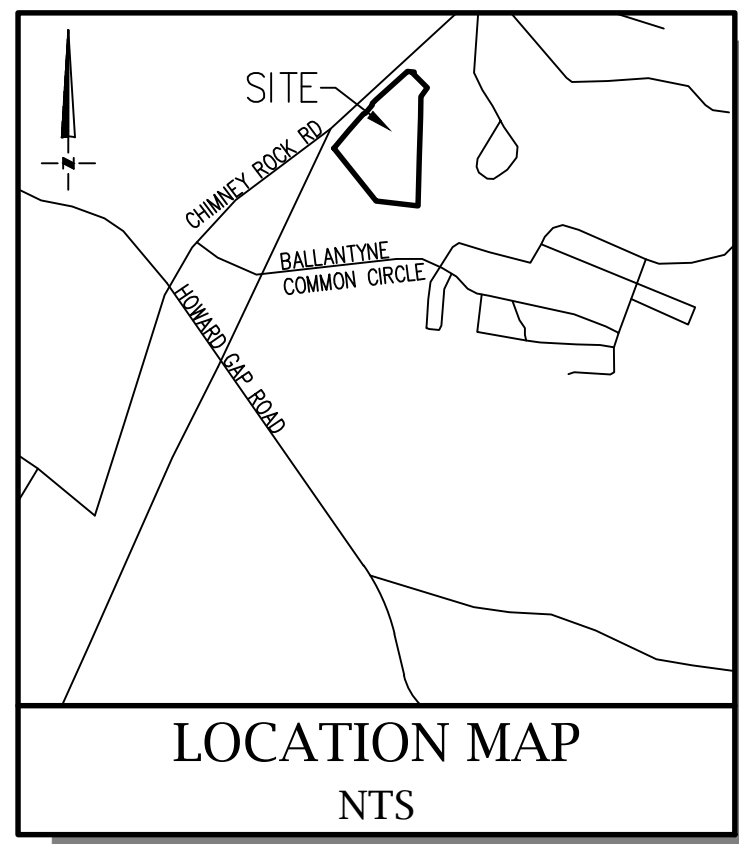 SITE
CHIMNEY ROCK RD
N
BALLANTYNE
COMMON CIRCLE
HOWARD GAP ROAD
LOCATION MAP
NTS